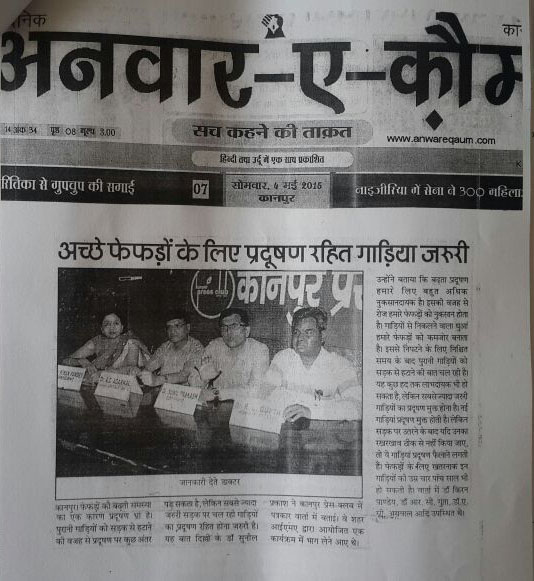 दैनिक
अनवार-ए-क़ौम
अंक 34 पृष्ठ 08 मूल्य 3.00
सच कहने की ताक़त
www.anwareqaum.com
हिन्दी तथा उर्दू में एक साथ प्रकाशित
रितिका से गुपचुप की सगाई
07
सोमवार, 4 मई 2015
कानपुर
नाइजीरिया में सेना ने 300 महिला
अच्छे फेफड़ों के लिए प्रदूषण रहित गाड़िया जरुरी
press club
कानपुर प्रेस
जानकारी देते डाक्टर
कानपुर। फेफड़ों की बढ़ती समस्या
का एक कारण प्रदूषण भी है।
पुरानी गाड़ियों को सड़क से हटाने
की वजह से प्रदूषण पर कुछ अंतर
पड़ सकता है, लेकिन सबसे ज्यादा
जरुरी सड़क पर चल रही गाड़ियों
का प्रदूषण रहित होना जरुरी है।
यह बात दिल्ली के डॉ सुनील
प्रकाश ने कानपुर प्रेस-क्लब में
पत्रकार वार्ता में बताई। वे शहर
आईएमए द्वारा आयोजित एक
कार्यक्रम में भाग लेने आए थे।
उन्होंने बताया कि बढ़ता प्रदूषण
हमारे लिए बहुत अधिक
नुकसानदायक है। इसकी वजह से
रोज हमारे फेफड़ों को नुकसान होता
है। गाड़ियों से निकलने वाला धुआं
हमारे फेफड़ों को कमजोर बनाता
है। इससे निपटने के लिए निश्चित
समय के बाद पुरानी गाड़ियों को
सड़क से हटाने की बात चल रही है।
यह कुछ हद तक लाभदायक भी हो
सकता है, लेकिन सबसे ज्यादा जरुरी
गाड़ियों का प्रदूषण मुक्त होना है। नई
गाड़ियां प्रदूषण मुक्त होती हैं। लेकिन
सड़क पर उतरने के बाद यदि उनका
रखरखाव ठीक से नहीं किया जाए,
तो ये गाड़ियां प्रदूषण फैलाने लगती
हैं। फेफड़ों के लिए खतरनाक इन
गाड़ियों को उस चार पांच साल भी
हो सकती है। वार्ता में डॉ किरन
पाण्डेय, डॉ आर. सी. गुप्ता, डॉ.ए.
सी. अग्रवाल आदि उपस्थित थे।